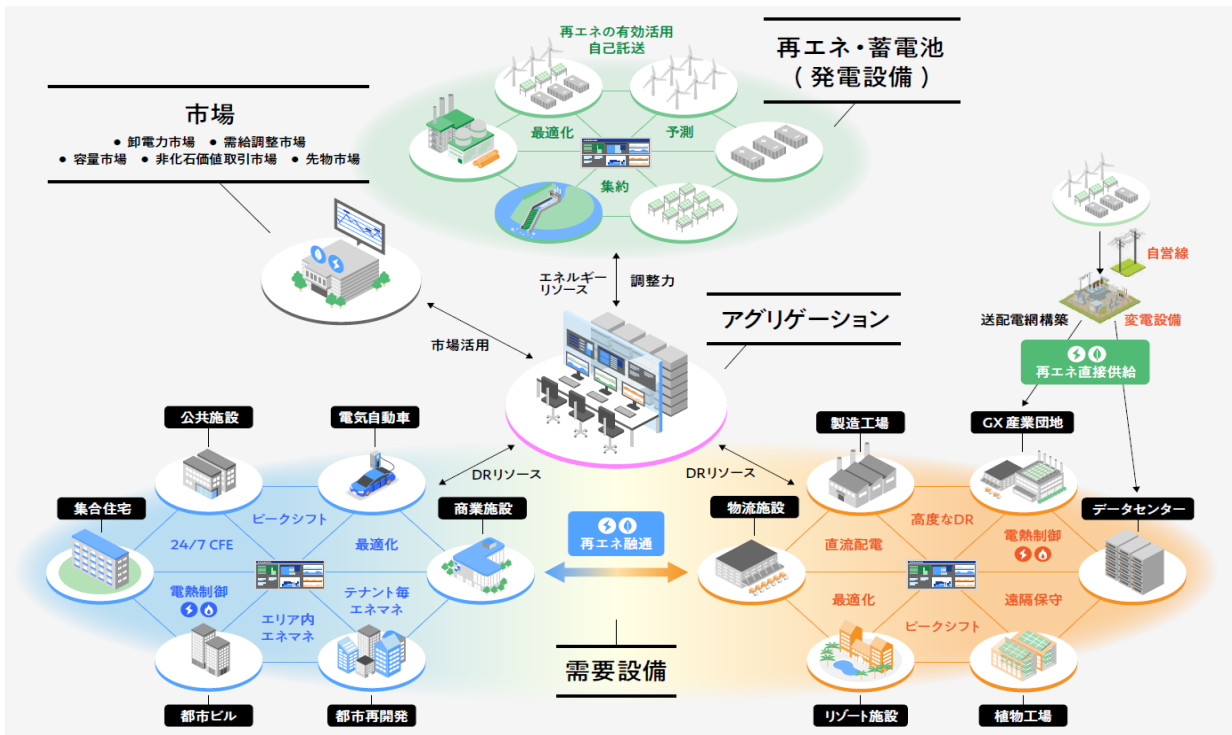 再エネの有効活用
自己託送
再エネ・蓄電池
( 発電設備 )
市場
● 卸電力市場 ● 需給調整市場
● 容量市場 ● 非化石価値取引市場 ● 先物市場
最適化
予測
集約
自営線
エネルギー
リソース
調整力
アグリゲーション
送配電網構築
変電設備
市場活用
再エネ直接供給
公共施設
電気自動車
製造工場
GX 産業団地
DRリソース
DRリソース
集合住宅
商業施設
物流施設
データセンター
ピークシフト
高度なDR
再エネ融通
24/7 CFE
最適化
直流配電
電熱制御
電熱制御
テナント毎
エネマネ
最適化
遠隔保守
エリア内
エネマネ
ピークシフト
需要設備
都市ビル
都市再開発
リゾート施設
植物工場